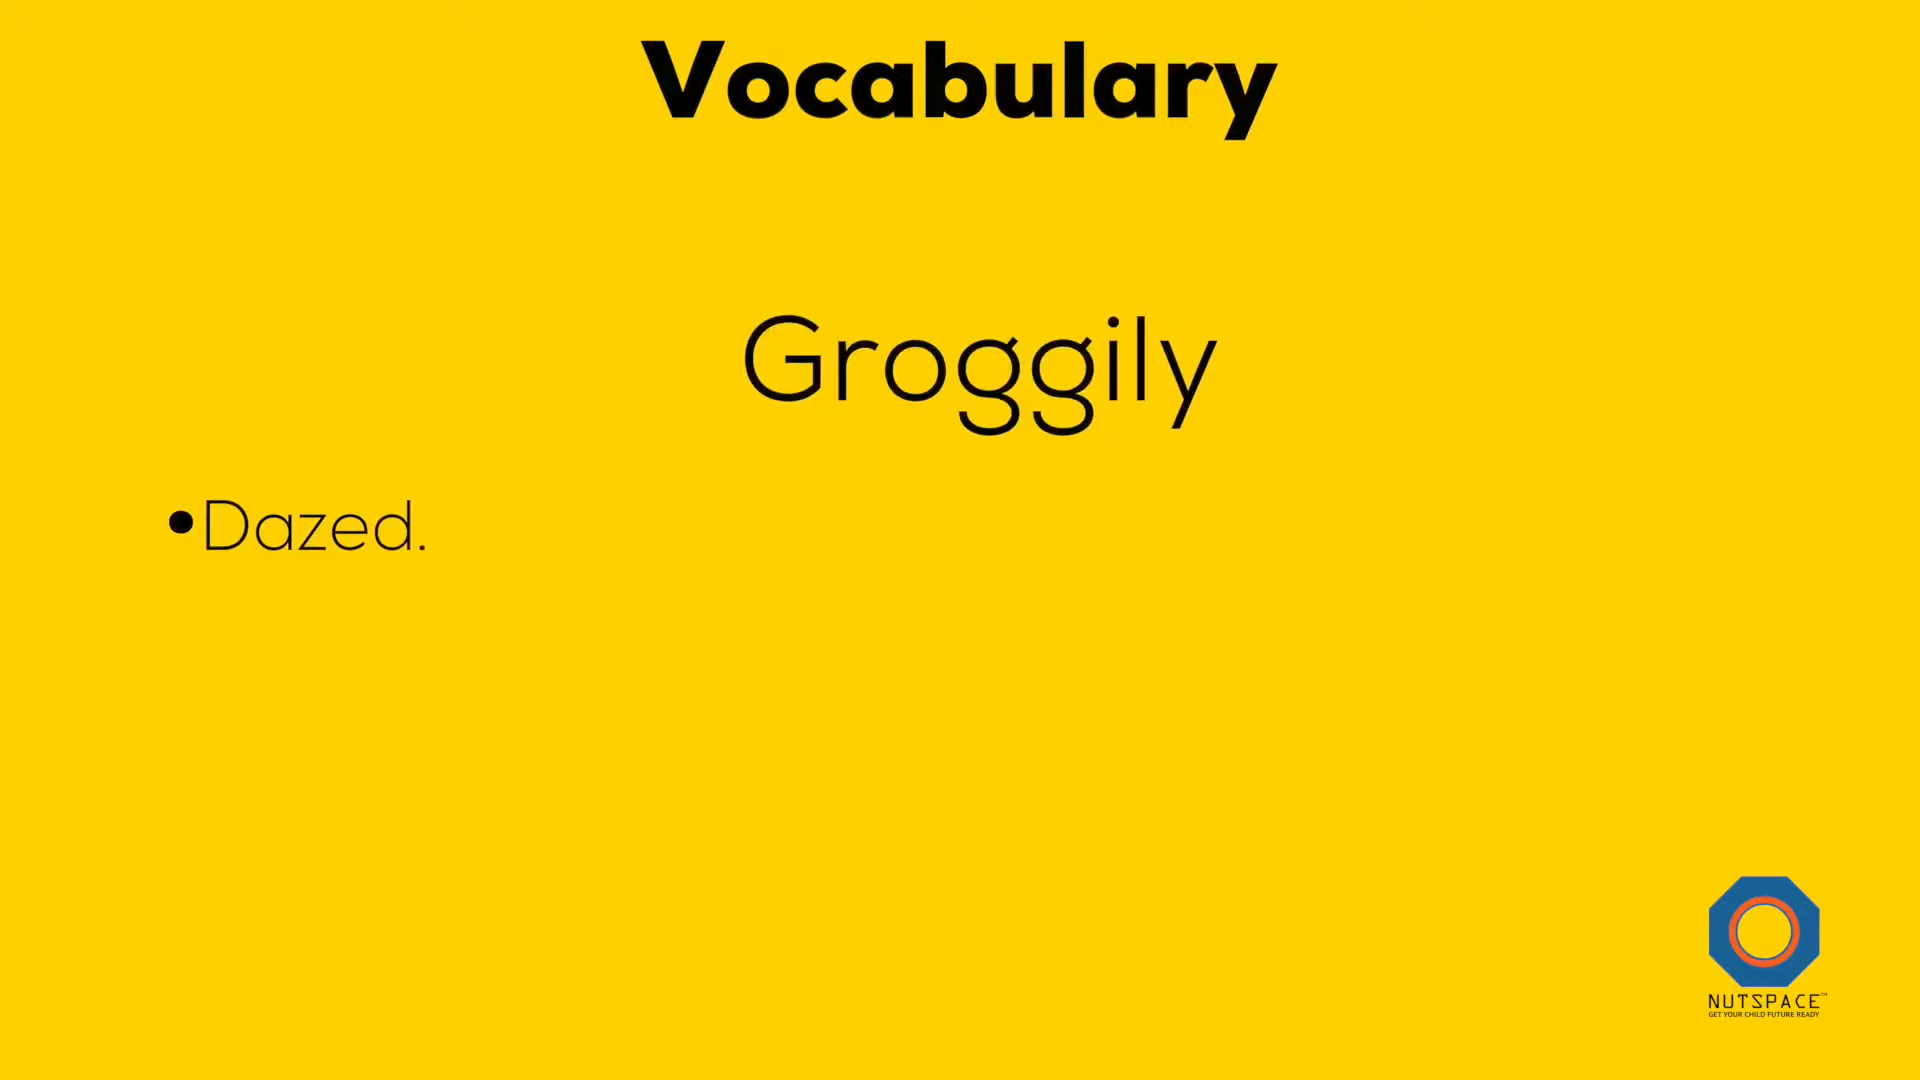 Vocabulary
Groggily
•Dazed.
NUTSPACE™
GET YOUR CHILD FUTURE READY